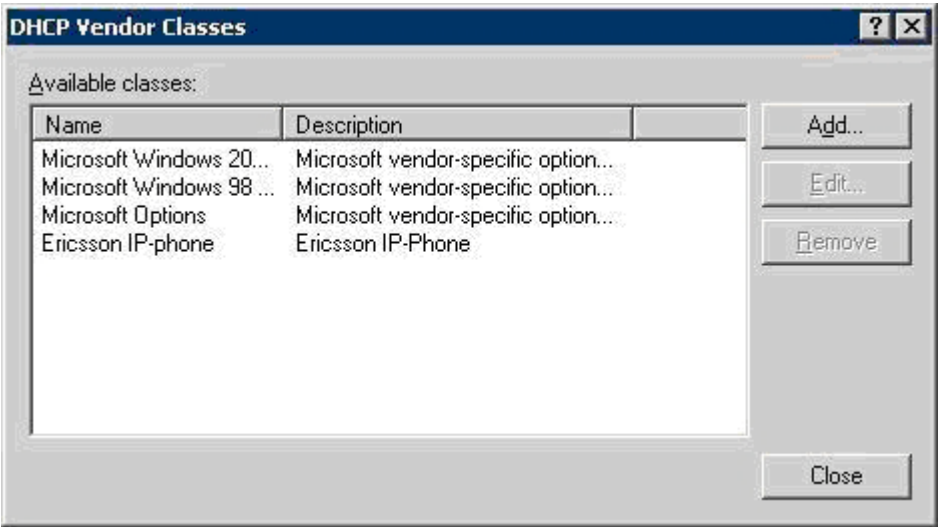 DHCP Vendor Classes
Available classes:
Name Description
Microsoft Windows 20... Microsoft vendor-specific option...
Microsoft Windows 98 ... Microsoft vendor-specific option...
Microsoft Options Microsoft vendor-specific option...
Ericsson IP-phone Ericsson IP-Phone
Add...
Edit...
Remove
Close